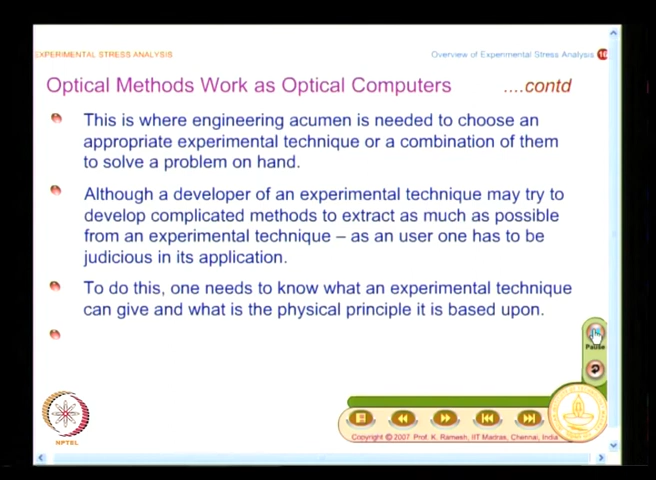 EXPERIMENTAL STRESS ANALYSIS
Overview of Experimental Stress Analysis
Optical Methods Work as Optical Computers ....contd
This is where engineering acumen is needed to choose an
appropriate experimental technique or a combination of them
to solve a problem on hand.
Although a developer of an experimental technique may try to
develop complicated methods to extract as much as possible
from an experimental technique – as an user one has to be
judicious in its application.
To do this, one needs to know what an experimental technique
can give and what is the physical principle it is based upon.
Pause
NPTEL
Copyright © 2007 Prof. K. Ramesh, IIT Madras, Chennai, India